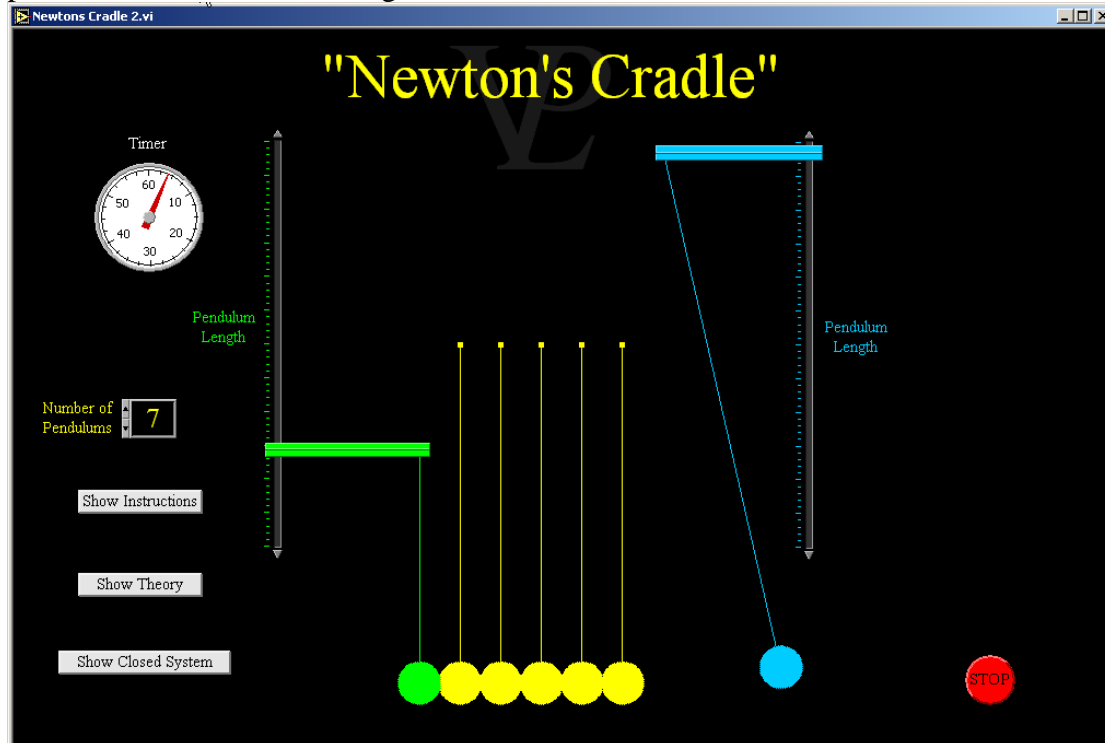 Newtons Cradle 2.vi
"Newton's Cradle"
VPL
Timer
60
50
10
40
20
30
Pendulum
Length
Pendulum
Length
Number of
Pendulums
7
Show Instructions
Show Theory
Show Closed System
STOP